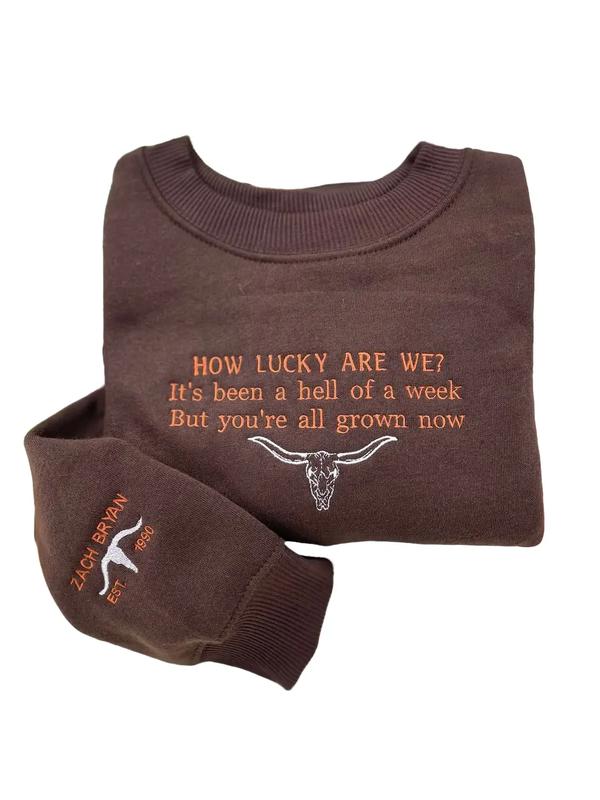 HOW LUCKY ARE WE?
It's been a hell of a week
But you're all grown now
ZACH BRYAN
EST. 1990